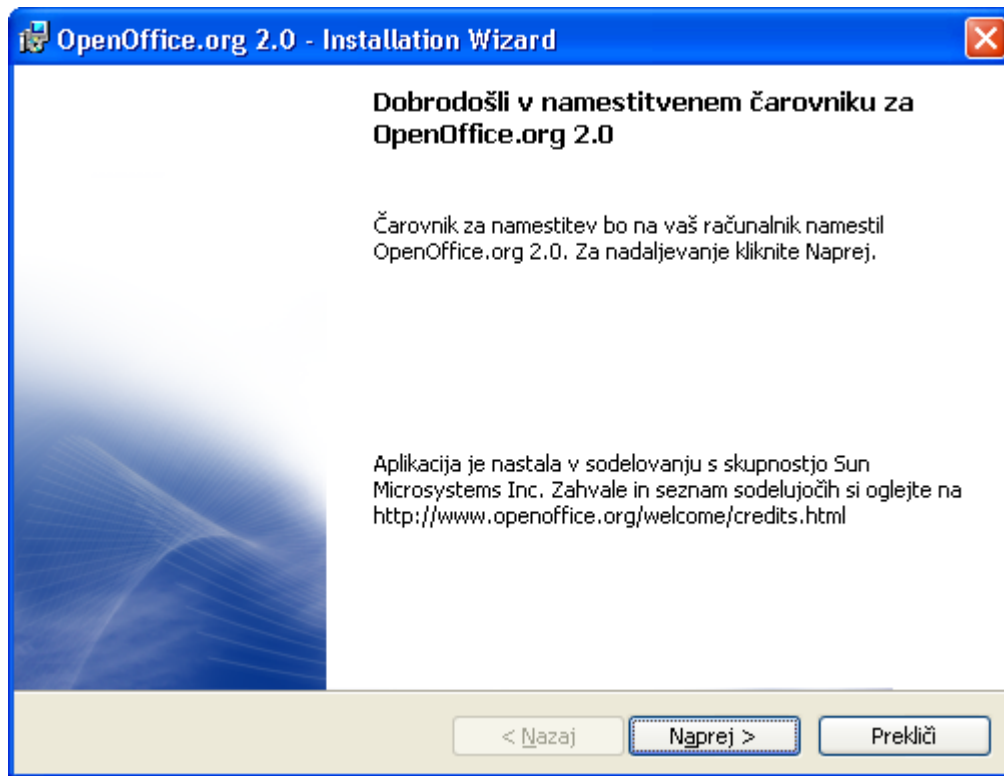 OpenOffice.org 2.0 - Installation Wizard
Dobrodošli v namestitvenem čarovniku za
OpenOffice.org 2.0
Čarovnik za namestitev bo na vaš računalnik namestil
OpenOffice.org 2.0. Za nadaljevanje kliknite Naprej.
Aplikacija je nastala v sodelovanju s skupnostjo Sun
Microsystems Inc. Zahvale in seznam sodelujočih si oglejte na
http://www.openoffice.org/welcome/credits.html
< Nazaj
Naprej >
Prekliči